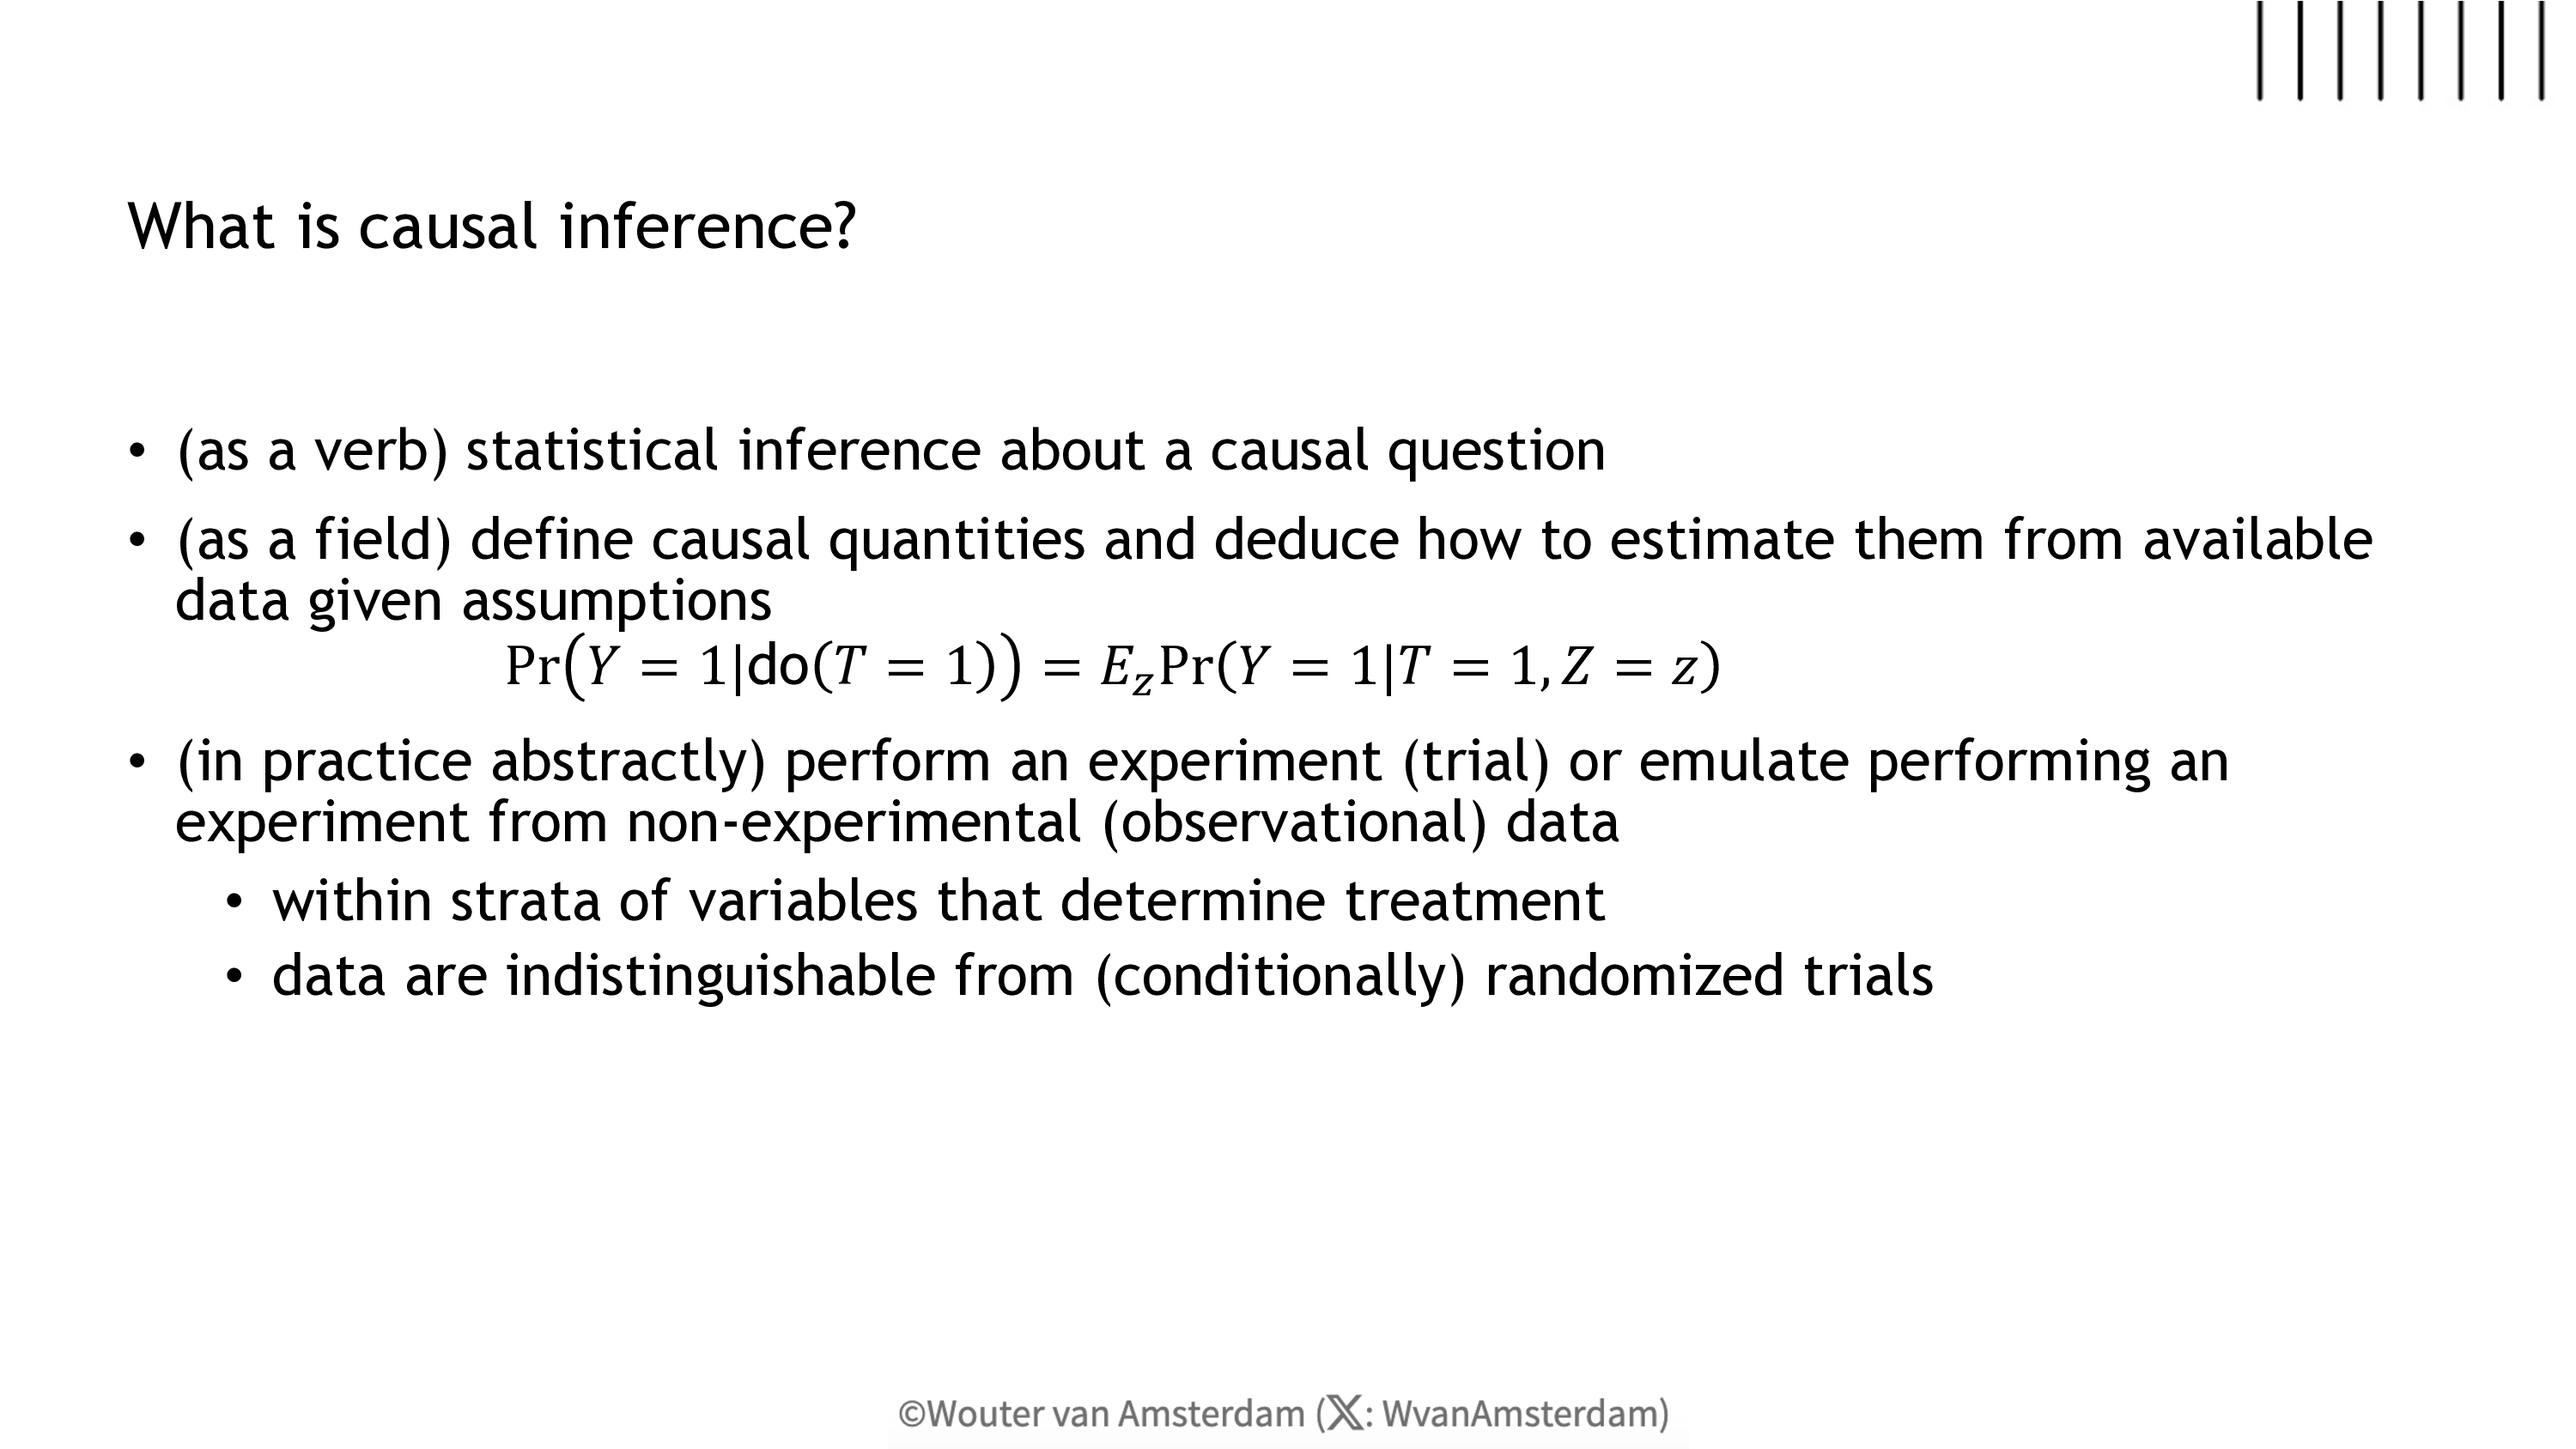 What is causal inference?
• (as a verb) statistical inference about a causal question
• (as a field) define causal quantities and deduce how to estimate them from available
data given assumptions
Pr(Y = 1|do(T = 1)) = E_z Pr(Y = 1|T = 1, Z = z)
• (in practice abstractly) perform an experiment (trial) or emulate performing an
experiment from non-experimental (observational) data
• within strata of variables that determine treatment
• data are indistinguishable from (conditionally) randomized trials
©Wouter van Amsterdam (𝕏: WvanAmsterdam)